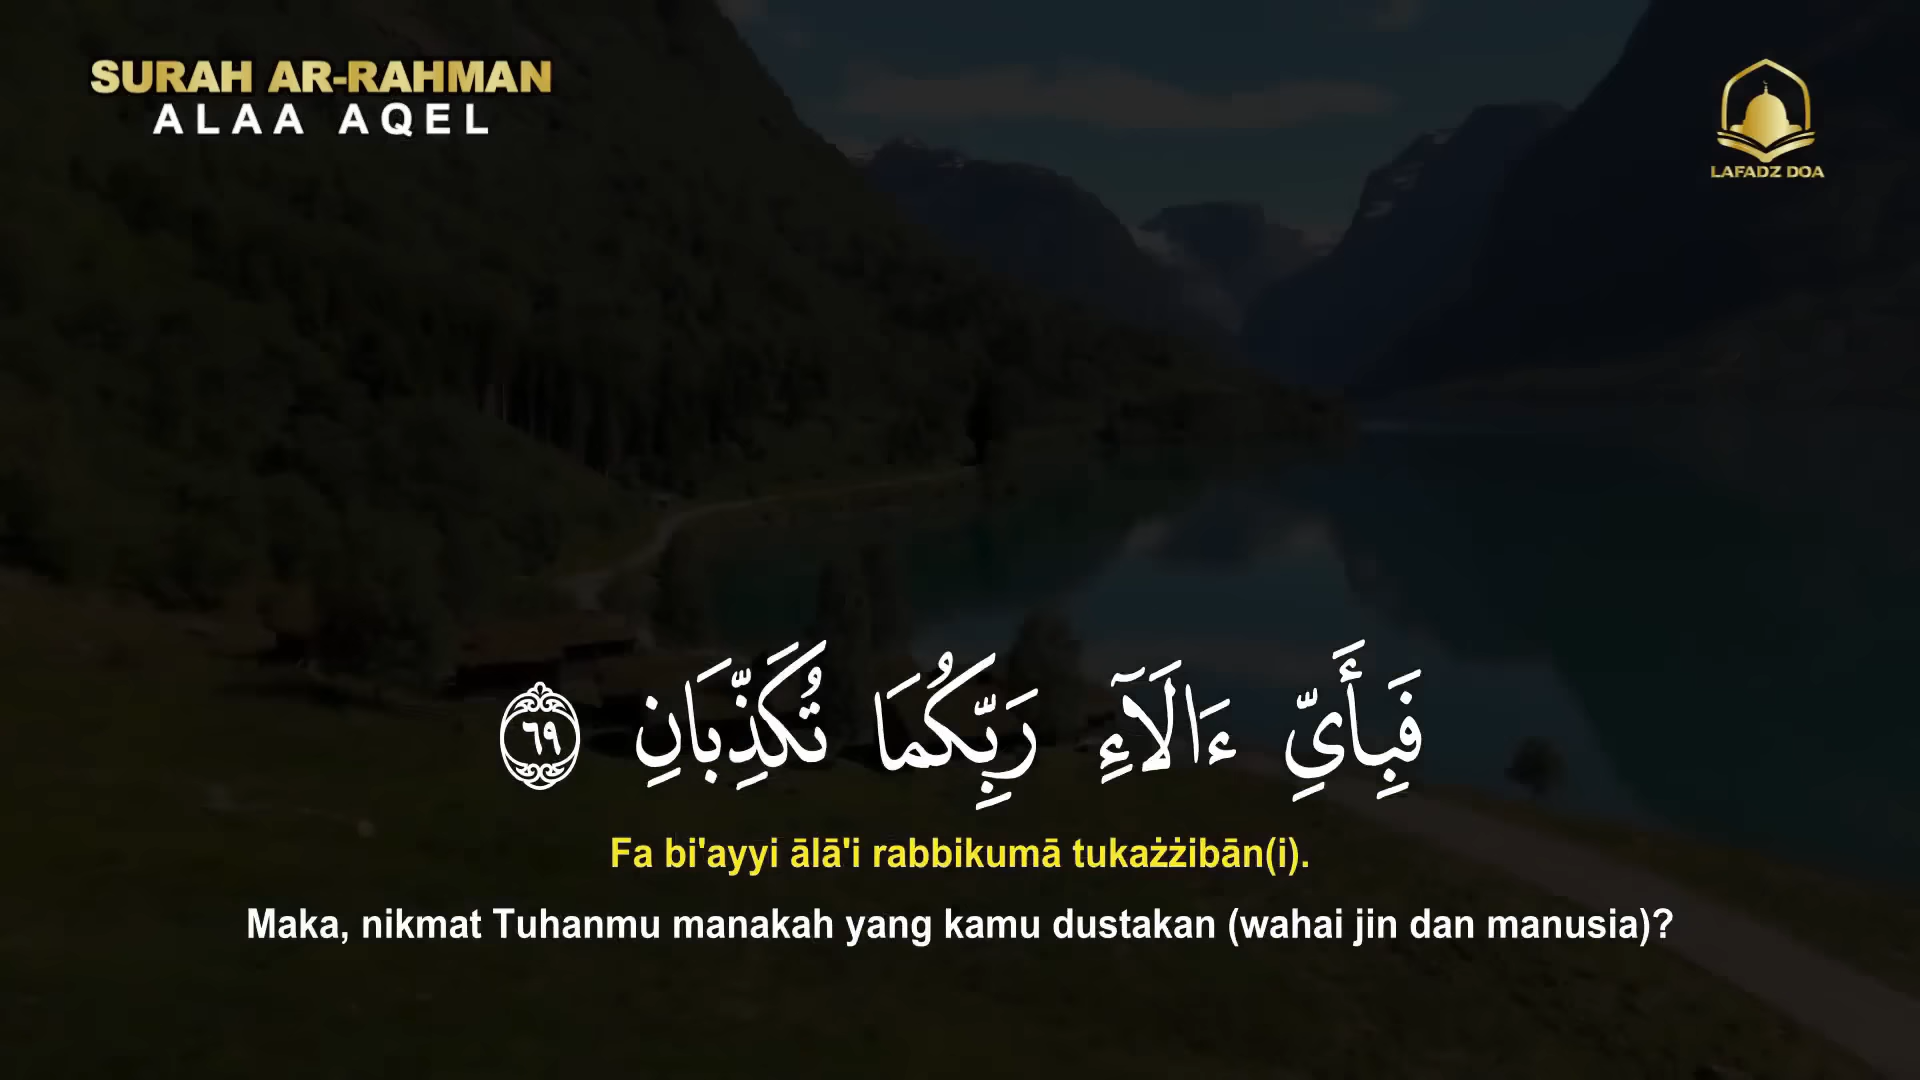 SURAH AR-RAHMAN
ALAA AQEL
LAFADZ DOA
فَبِأَيِّ ءَالَآءِ رَبِّكُمَا تُكَذِّبَانِ ٦٩
Fa bi'ayyi ālā'i rabbikumā tukażżibān(i).
Maka, nikmat Tuhanmu manakah yang kamu dustakan (wahai jin dan manusia)?